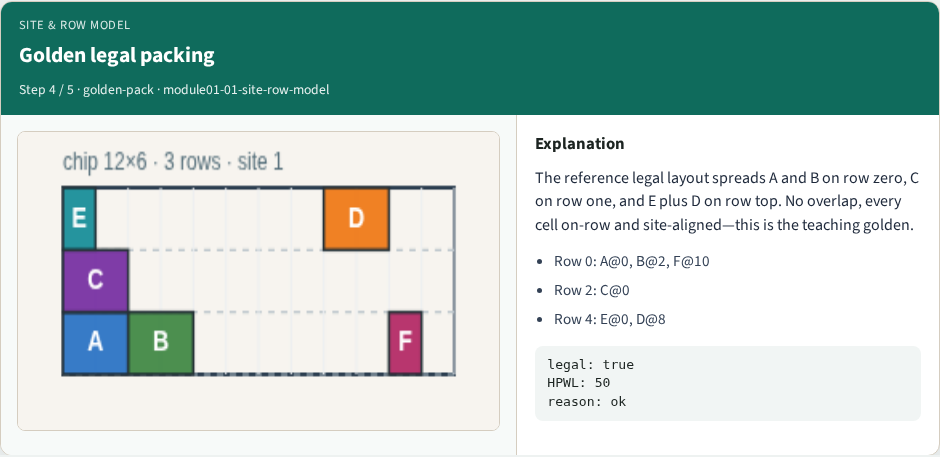 SITE & ROW MODEL
Golden legal packing
Step 4 / 5 · golden-pack · module01-01-site-row-model
chip 12×6 · 3 rows · site 1
E
D
C
A
B
F
Explanation
The reference legal layout spreads A and B on row zero, C
on row one, and E plus D on row top. No overlap, every
cell on-row and site-aligned—this is the teaching golden.
• Row 0: A@0, B@2, F@10
• Row 2: C@0
• Row 4: E@0, D@8
legal: true
HPWL: 50
reason: ok